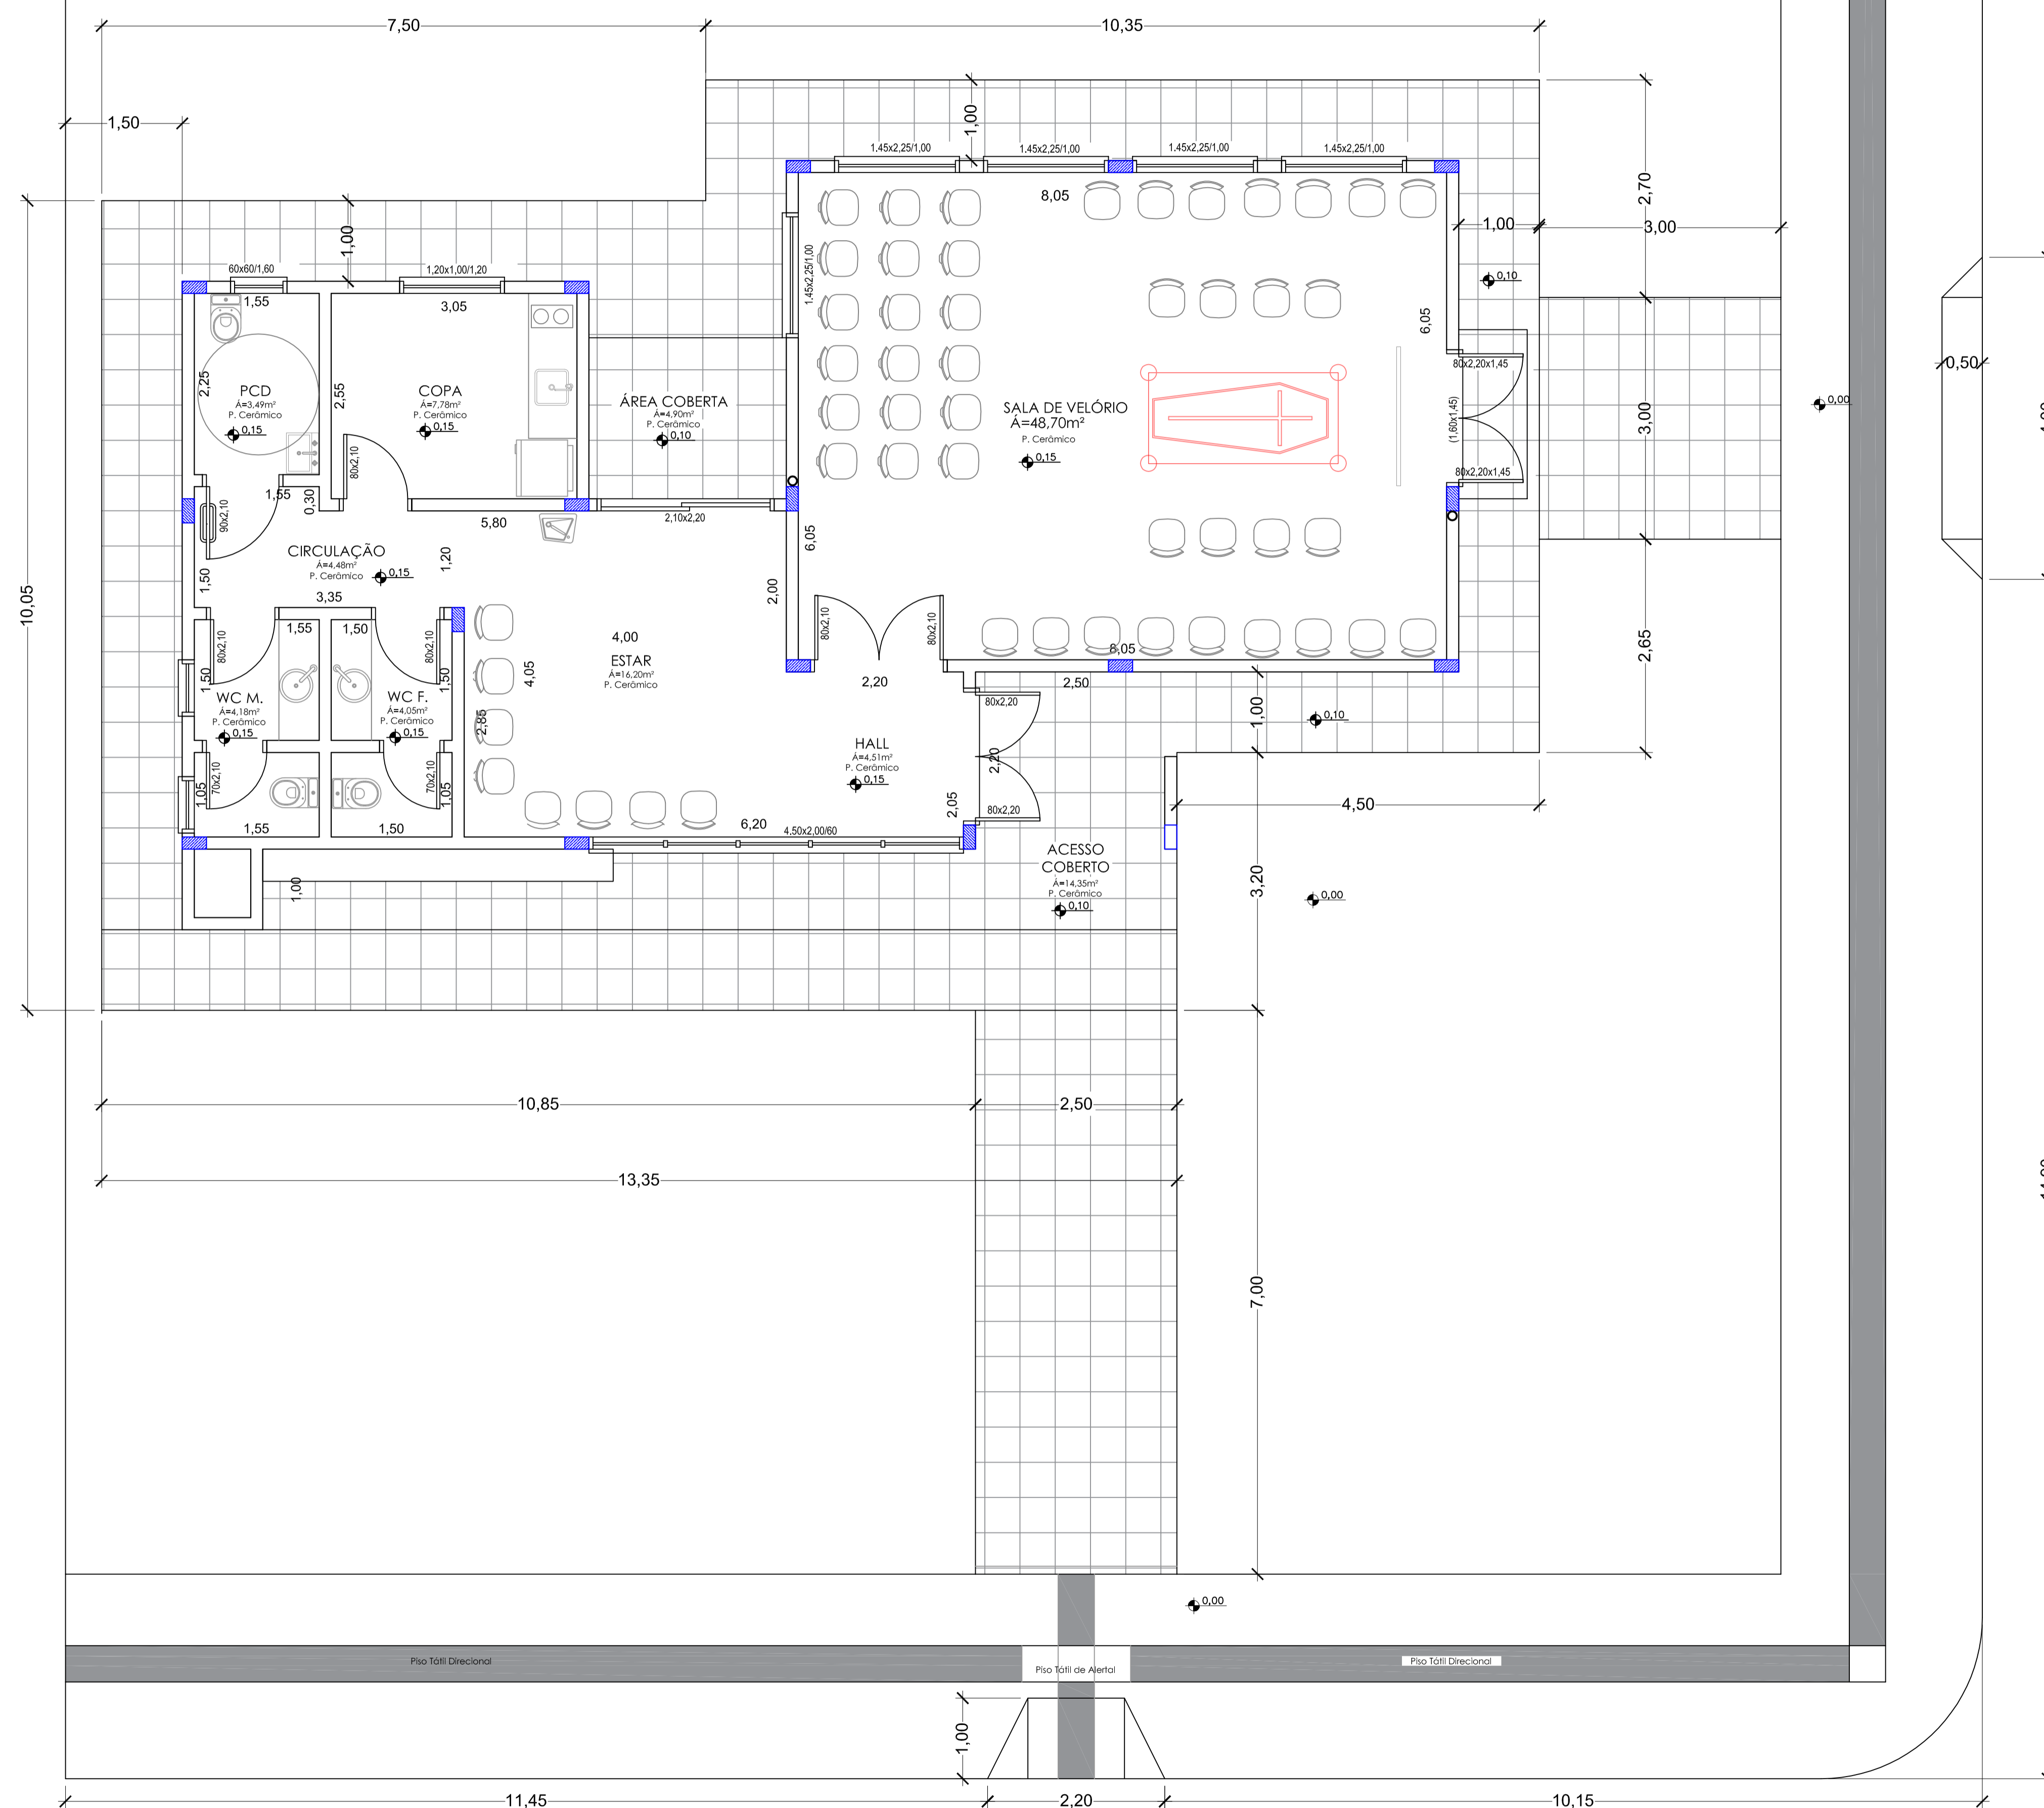 7,50
10,35
1,50
1,00
1.45x2,25/1,00
1.45x2,25/1,00
1.45x2,25/1,00
1.45x2,25/1,00
8,05
2,70
1,00
3,00
1,00
60x60/1,60
1,20x1,00/1,20
1.45x2,25/1,00
0,10
1,55
3,05
6,05
2,25
2,55
PCD
Á=3,49m²
P. Cerâmico
0,15
COPA
Á=7,78m²
P. Cerâmico
0,15
ÁREA COBERTA
Á=4,90m²
P. Cerâmico
0,10
SALA DE VELÓRIO
Á=48,70m²
P. Cerâmico
0,15
80x2,20x1,45
(1,60x1,45)
80x2,20x1,45
3,00
0,50
0,00
80x2,10
1,55
0,30
90x2,10
5,80
2,10x2,20
6,05
CIRCULAÇÃO
Á=4,48m²
P. Cerâmico
0,15
1,20
1,50
3,35
2,00
10,05
80x2,10
80x2,10
1,55
1,50
80x2,10
80x2,10
4,00
8,05
2,65
ESTAR
Á=16,20m²
P. Cerâmico
4,05
1,50
1,50
WC M.
Á=4,18m²
P. Cerâmico
0,15
WC F.
Á=4,05m²
P. Cerâmico
0,15
2,85
2,20
2,50
80x2,20
1,00
0,10
HALL
Á=4,51m²
P. Cerâmico
0,15
2,20
70x2,10
70x2,10
1,05
1,05
2,05
80x2,20
4,50
1,55
1,50
6,20
4.50x2,00/60
ACESSO
COBERTO
Á=14,35m²
P. Cerâmico
0,10
1,00
3,20
0,00
10,85
2,50
13,35
7,00
0,00
Piso Tátil Direcional
Piso Tátil de Alertal
Piso Tátil Direcional
1,00
11,45
2,20
10,15